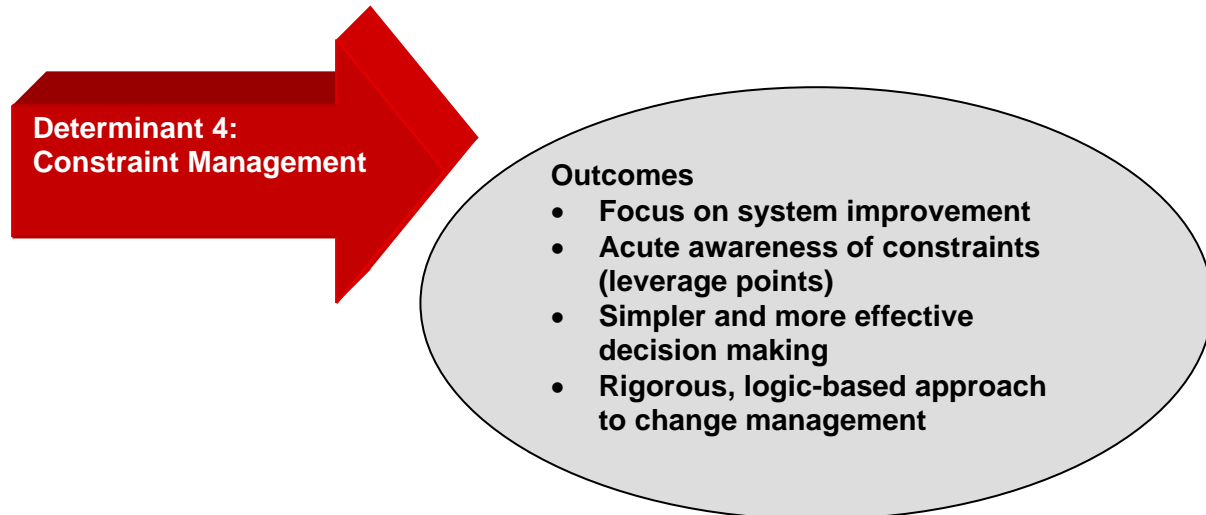 Determinant 4:
Constraint Management
Outcomes
• Focus on system improvement
• Acute awareness of constraints
(leverage points)
• Simpler and more effective
decision making
• Rigorous, logic-based approach
to change management